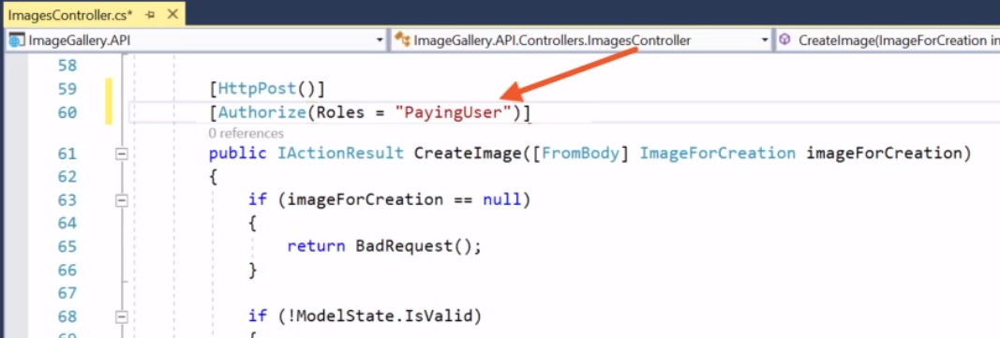 ImagesController.cs*
ImageGallery.API
ImageGallery.API.Controllers.ImagesController
CreateImage(ImageForCreation im
58
59 [HttpPost()]
60 [Authorize(Roles = "PayingUser")]
0 references
61 public IActionResult CreateImage([FromBody] ImageForCreation imageForCreation)
62 {
63 if (imageForCreation == null)
64 {
65 return BadRequest();
66 }
67
68 if (!ModelState.IsValid)
69 {